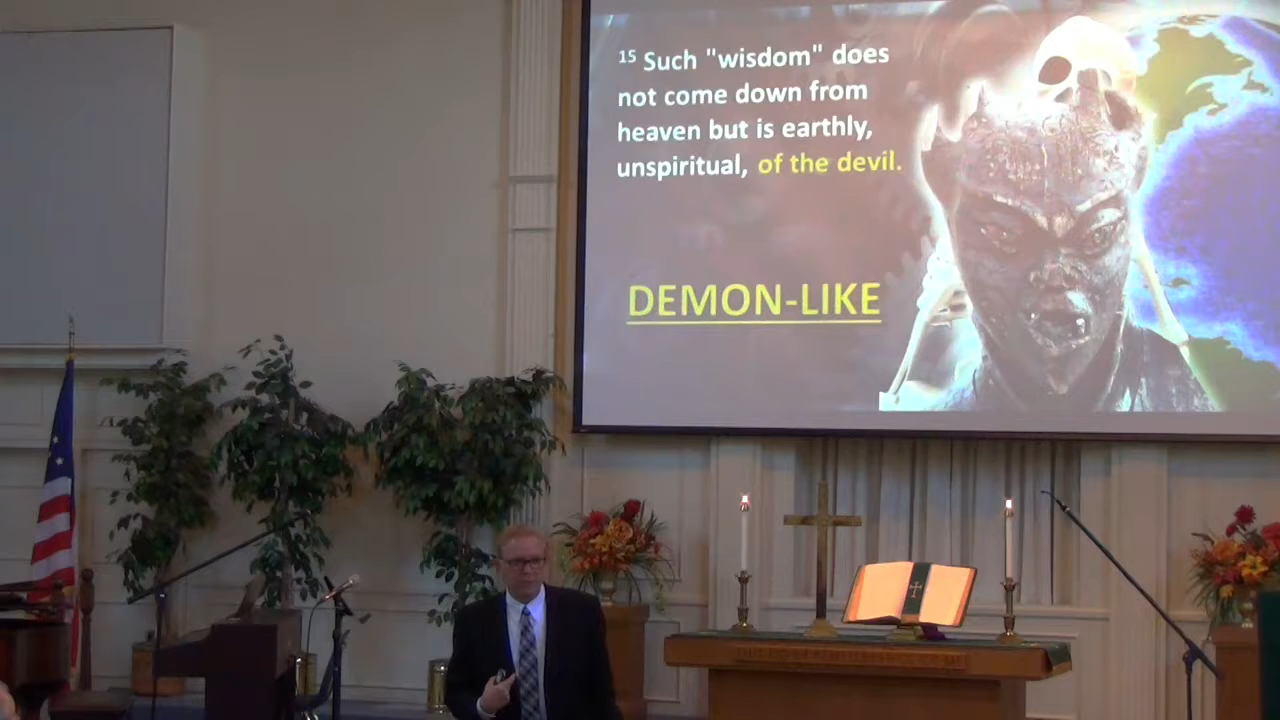 15 Such "wisdom" does
not come down from
heaven but is earthly,
unspiritual, of the devil.
DEMON-LIKE